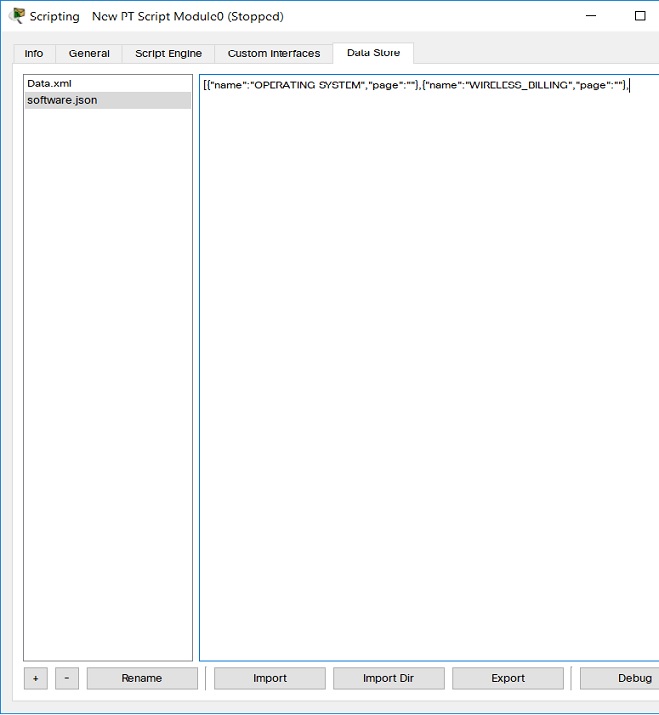 Scripting New PT Script Module0 (Stopped)
Info General Script Engine Custom Interfaces Data Store
Data.xml
software.json
[{"name":"OPERATING SYSTEM","page":""},{"name":"WIRELESS_BILLING","page":""},
+ - Rename Import Import Dir Export Debug